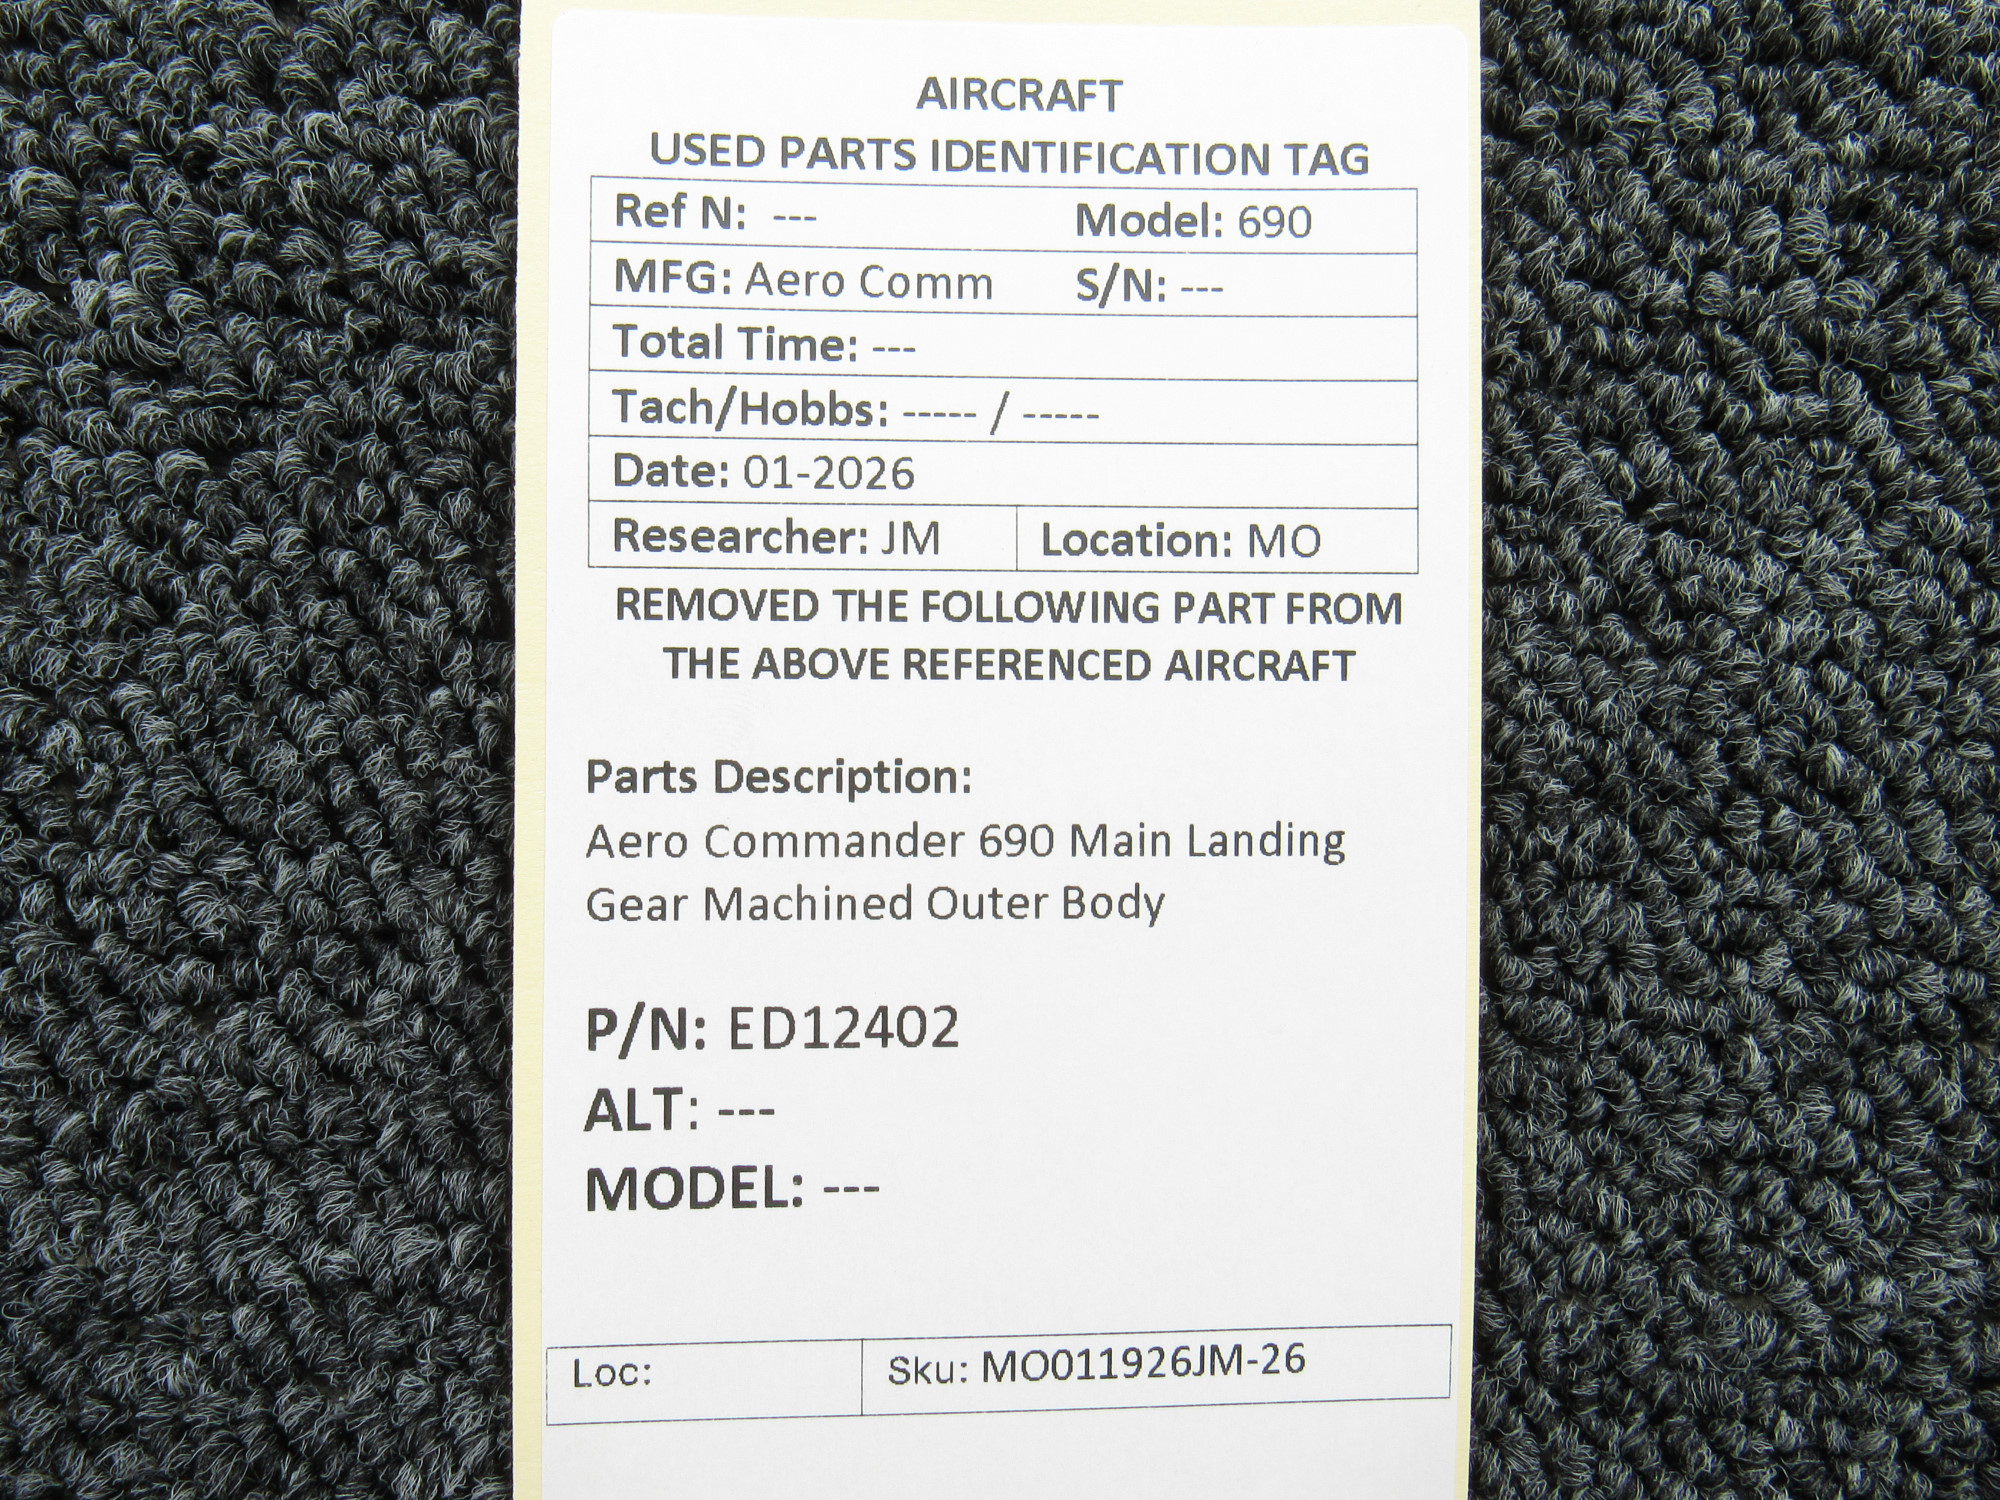 AIRCRAFT
USED PARTS IDENTIFICATION TAG
Ref N: --- Model: 690
MFG: Aero Comm S/N: ---
Total Time: ---
Tach/Hobbs: ----- / -----
Date: 01-2026
Researcher: JM Location: MO
REMOVED THE FOLLOWING PART FROM
THE ABOVE REFERENCED AIRCRAFT
Parts Description:
Aero Commander 690 Main Landing
Gear Machined Outer Body
P/N: ED12402
ALT: ---
MODEL: ---
Loc: Sku: MO011926JM-26